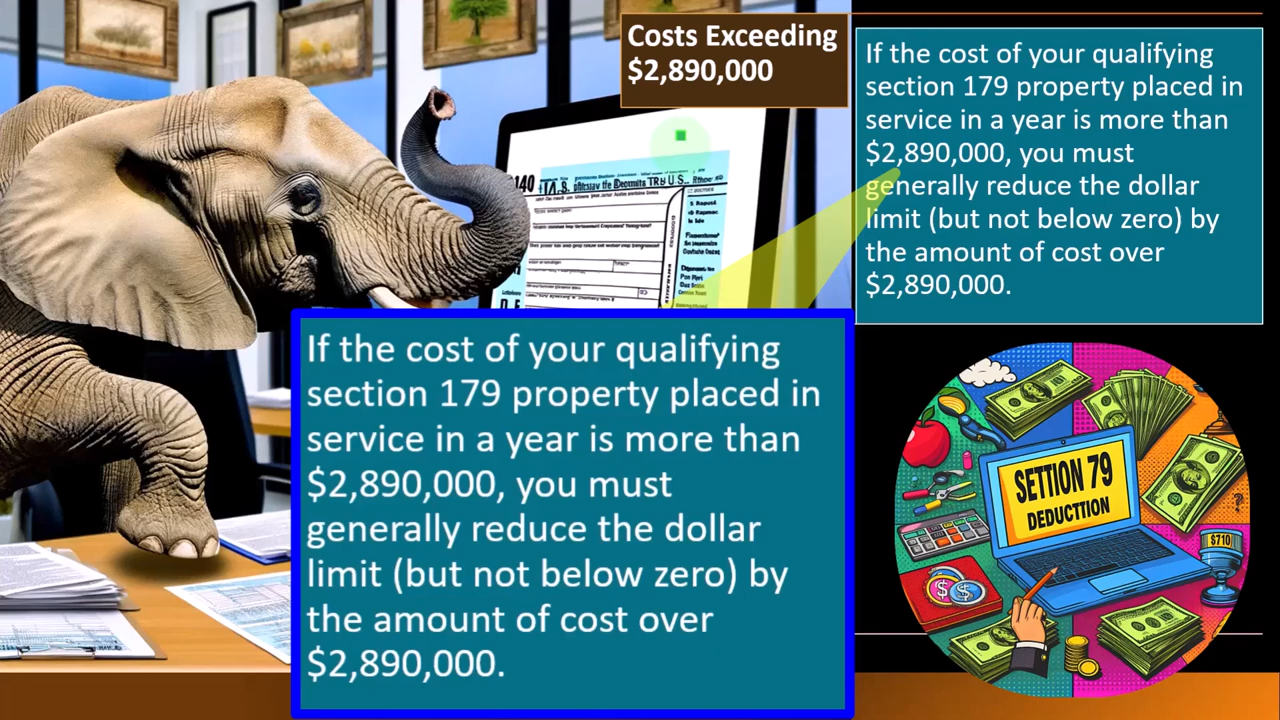 Costs Exceeding
$2,890,000
If the cost of your qualifying
section 179 property placed in
service in a year is more than
$2,890,000, you must
generally reduce the dollar
limit (but not below zero) by
the amount of cost over
$2,890,000.
If the cost of your qualifying
section 179 property placed in
service in a year is more than
$2,890,000, you must
generally reduce the dollar
limit (but not below zero) by
the amount of cost over
$2,890,000.
SETTION 79
DEDUCCTION
$710